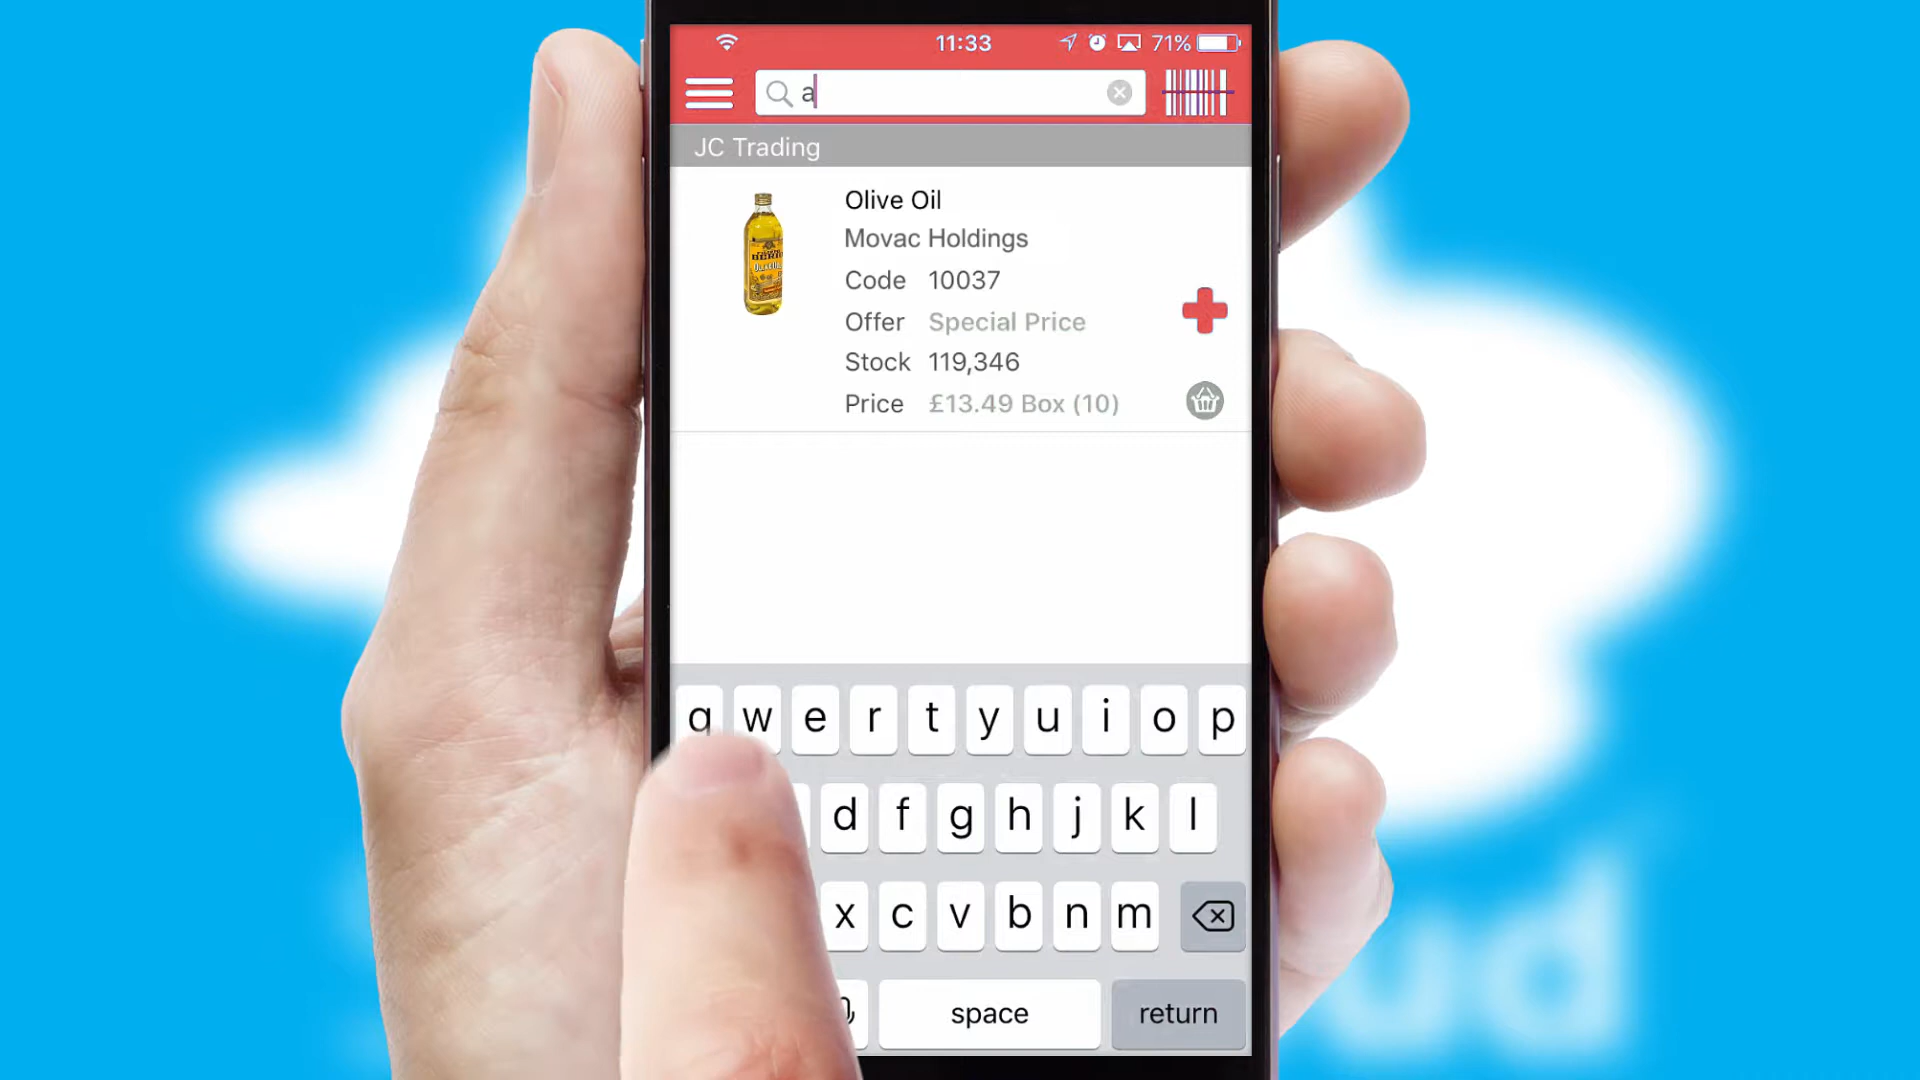 11:33
71%
a
JC Trading
Olive Oil
Movac Holdings
Code 10037
Offer Special Price
Stock 119,346
Price £13.49 Box (10)
q w e r t y u i o p
d f g h j k l
x c v b n m
space return
ud